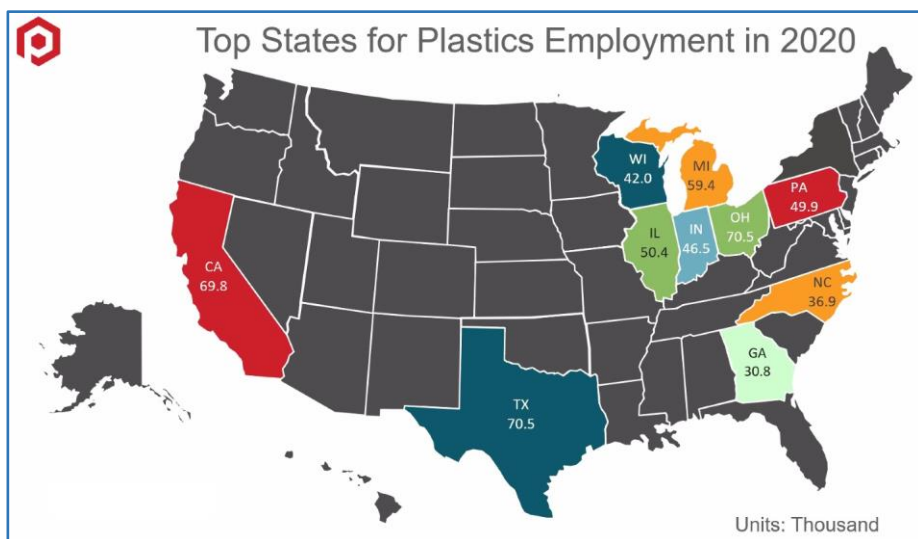 Top States for Plastics Employment in 2020
WI
42.0
MI
59.4
PA
49.9
IL
50.4
IN
46.5
OH
70.5
CA
69.8
NC
36.9
GA
30.8
TX
70.5
Units: Thousand